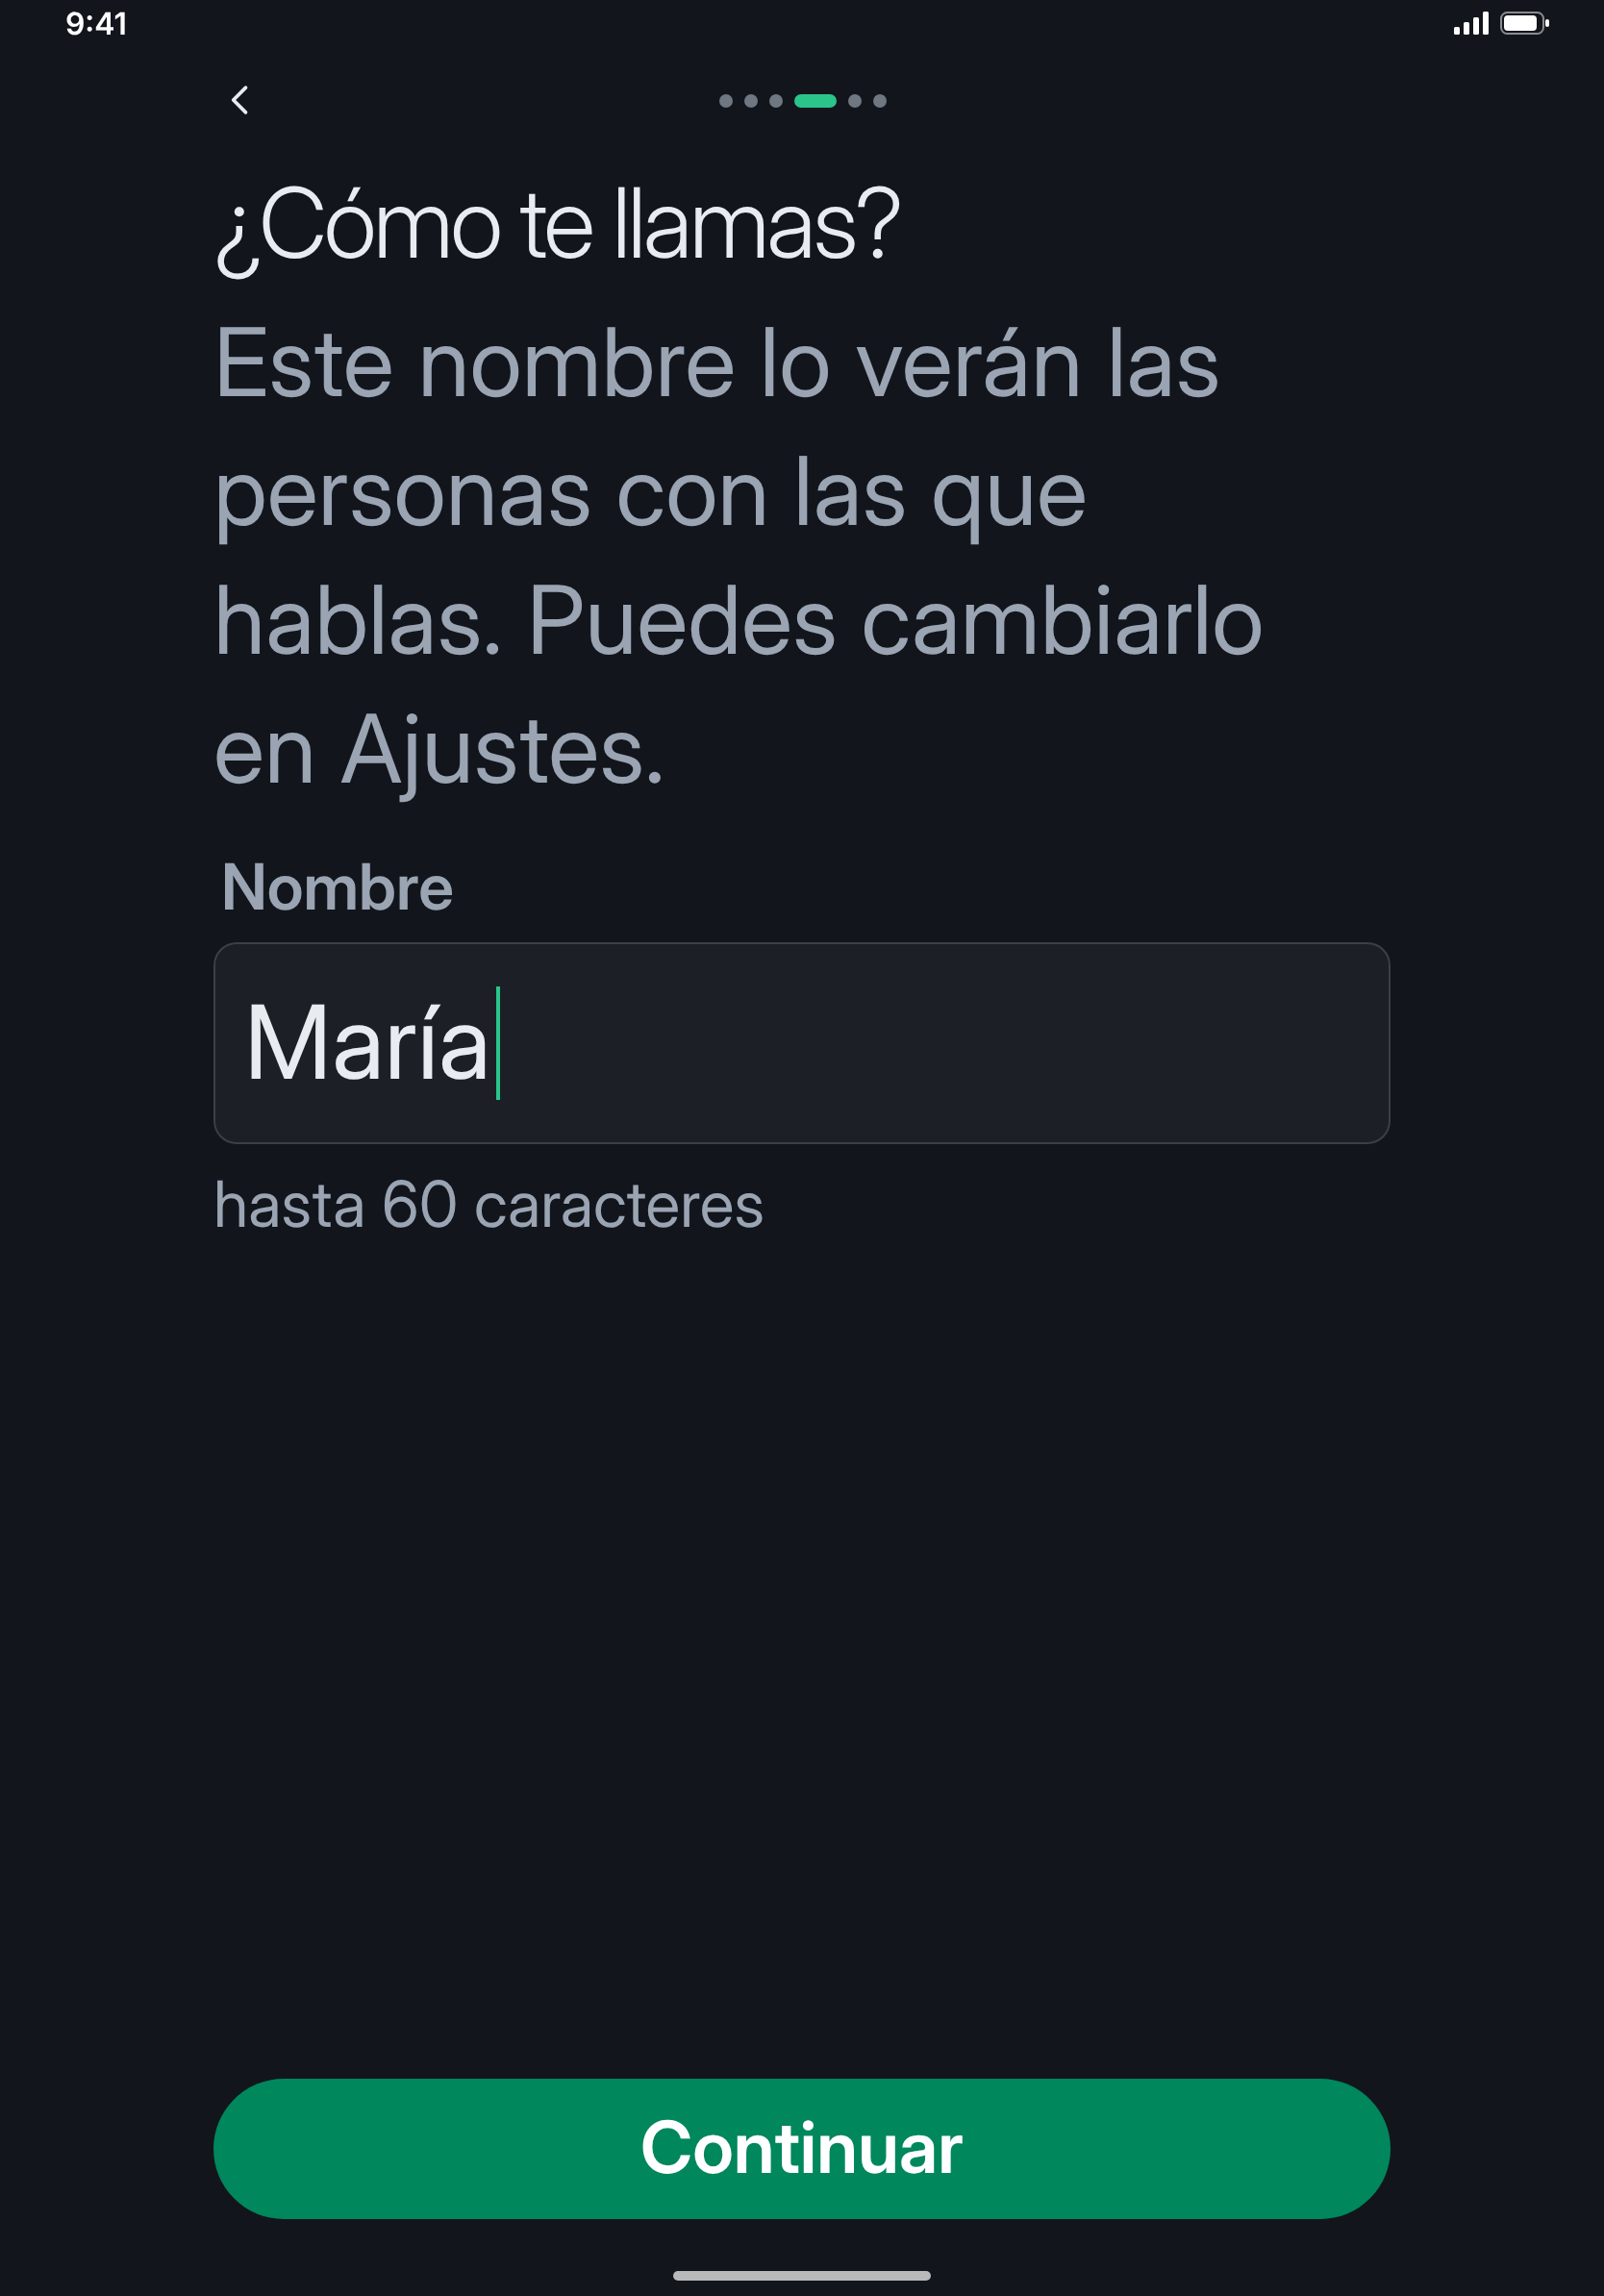 9:41
¿Cómo te llamas?
Este nombre lo verán las
personas con las que
hablas. Puedes cambiarlo
en Ajustes.
Nombre
María
hasta 60 caracteres
Continuar